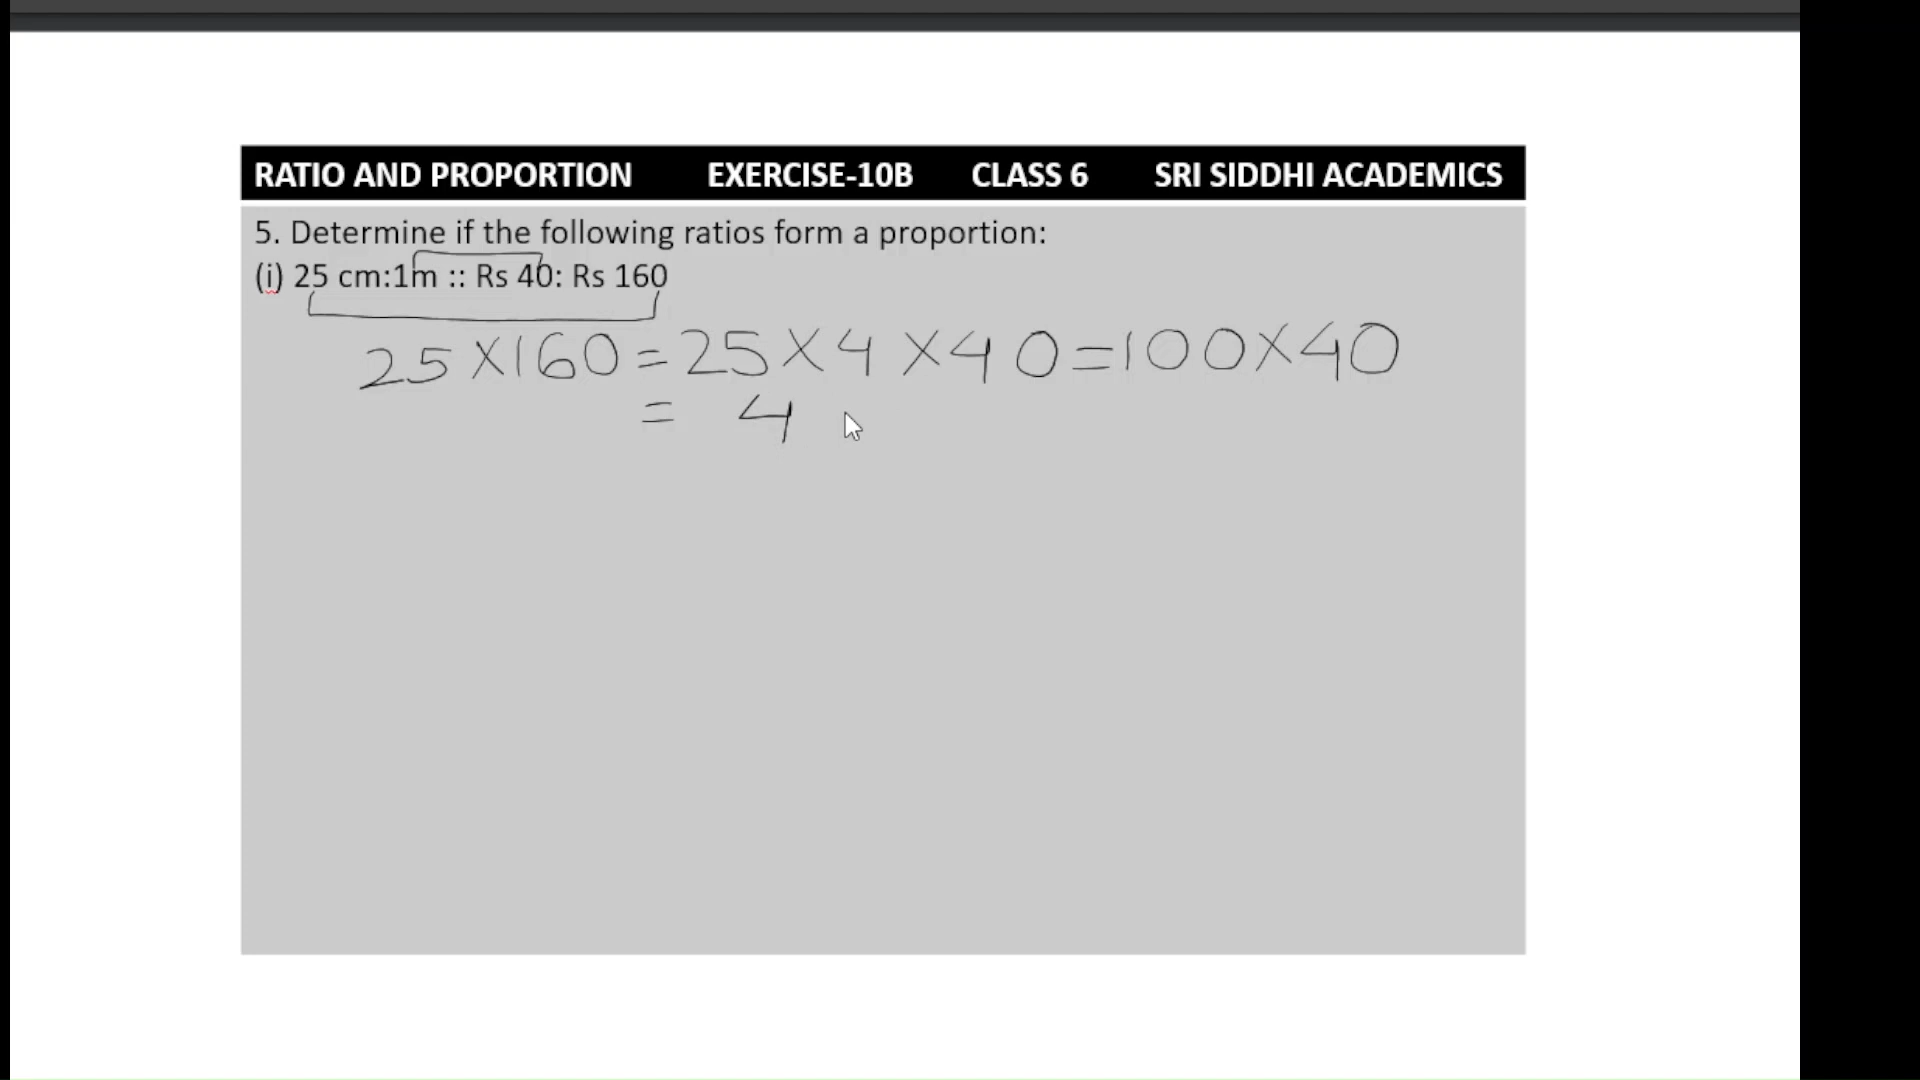 RATIO AND PROPORTION EXERCISE-10B CLASS 6 SRI SIDDHI ACADEMICS
5. Determine if the following ratios form a proportion:
(i) 25 cm:1m :: Rs 40: Rs 160
25 X 160 = 25 X 4 X 40 = 100 X 40
= 4